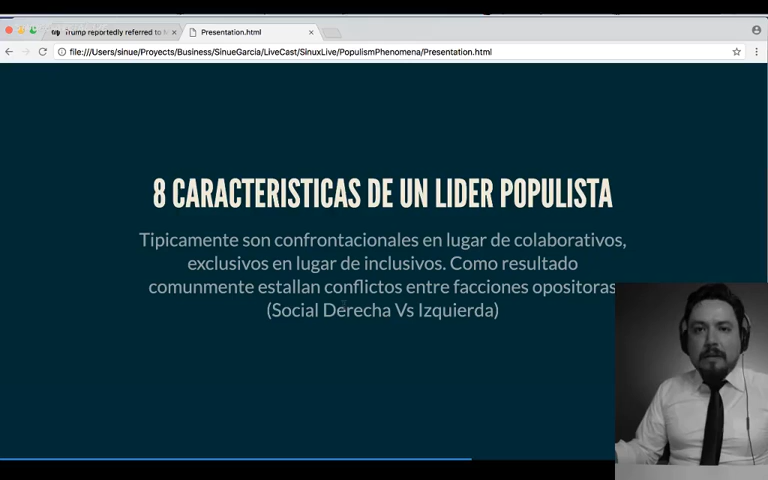 Trump reportedly referred to
Presentation.html
file:///Users/sinue/Proyects/Business/SinueGarcia/LiveCast/SinuxLive/PopulismPhenomena/Presentation.html
8 CARACTERISTICAS DE UN LIDER POPULISTA
Tipicamente son confrontacionales en lugar de colaborativos,
exclusivos en lugar de inclusivos. Como resultado
comunmente estallan conflictos entre facciones opositoras
(Social Derecha Vs Izquierda)